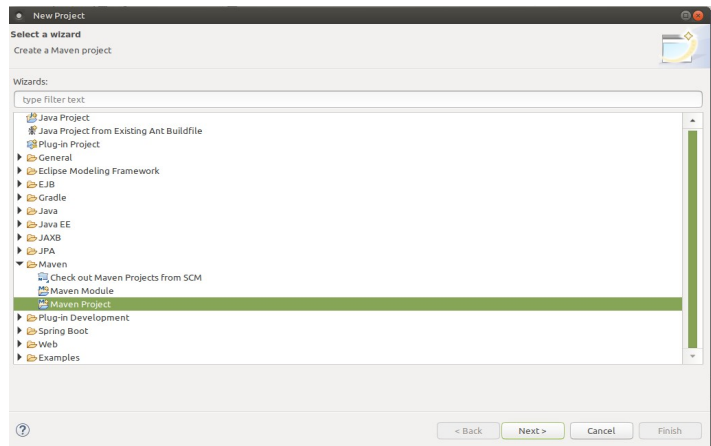 New Project
Select a wizard
Create a Maven project
Wizards:
type filter text
Java Project
Java Project from Existing Ant Buildfile
Plug-in Project
General
Eclipse Modeling Framework
EJB
Gradle
Java
Java EE
JAXB
JPA
Maven
Check out Maven Projects from SCM
Maven Module
Maven Project
Plug-in Development
Spring Boot
Web
Examples
? < Back Next > Cancel Finish